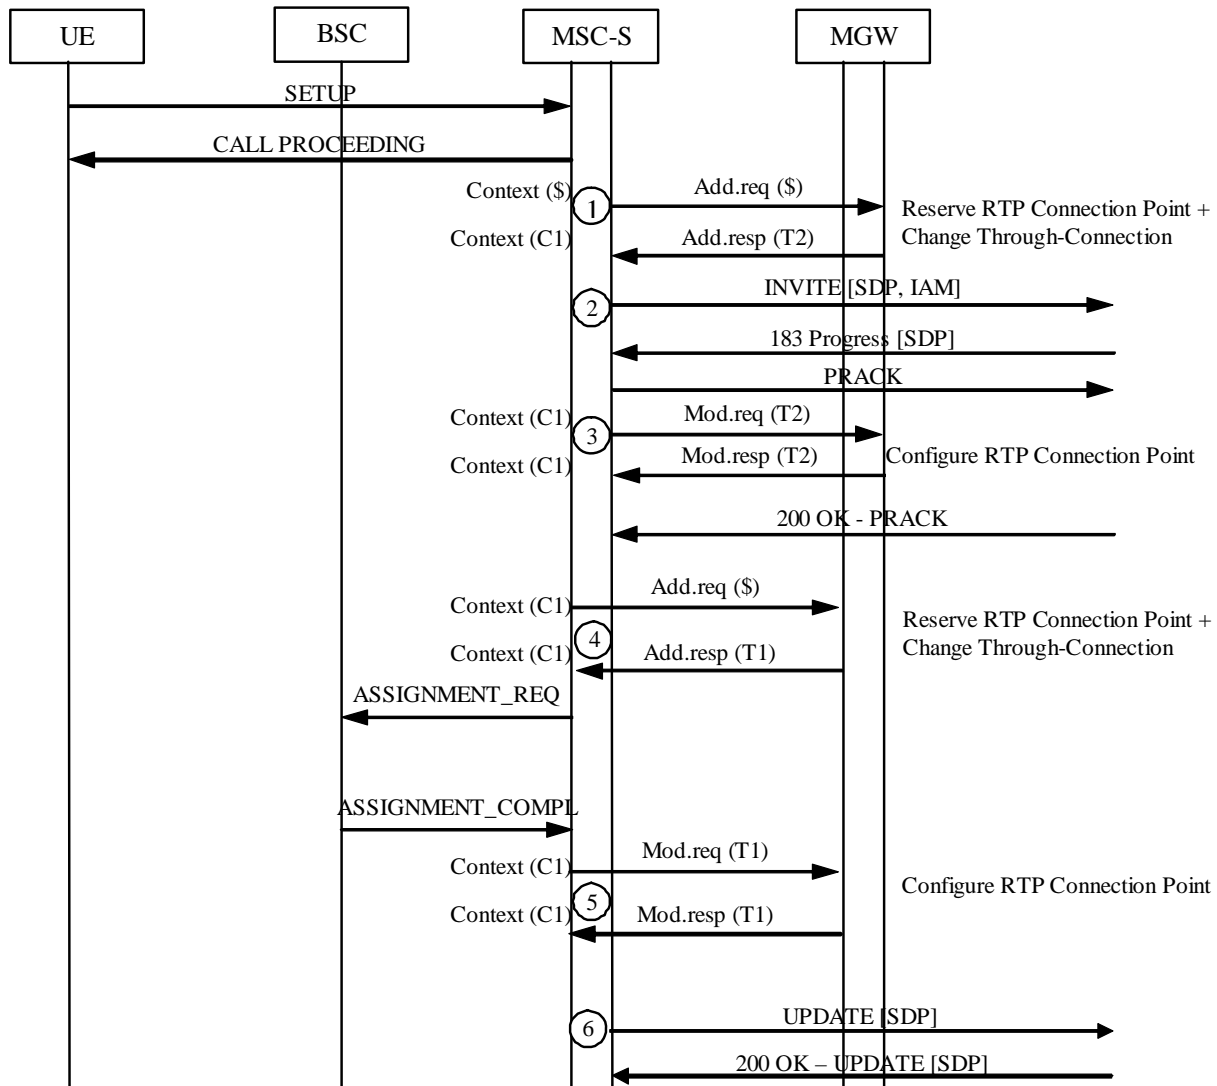 UE
BSC
MSC-S
MGW
SETUP
CALL PROCEEDING
Context ($)
1
Add.req ($)
Reserve RTP Connection Point +
Change Through-Connection
Context (C1)
Add.resp (T2)
2
INVITE [SDP, IAM]
183 Progress [SDP]
PRACK
Context (C1)
3
Mod.req (T2)
Context (C1)
Mod.resp (T2)
Configure RTP Connection Point
200 OK - PRACK
Context (C1)
Add.req ($)
Reserve RTP Connection Point +
Change Through-Connection
4
Context (C1)
Add.resp (T1)
ASSIGNMENT_REQ
ASSIGNMENT_COMPL
Context (C1)
Mod.req (T1)
Configure RTP Connection Point
5
Context (C1)
Mod.resp (T1)
6
UPDATE [SDP]
200 OK – UPDATE [SDP]